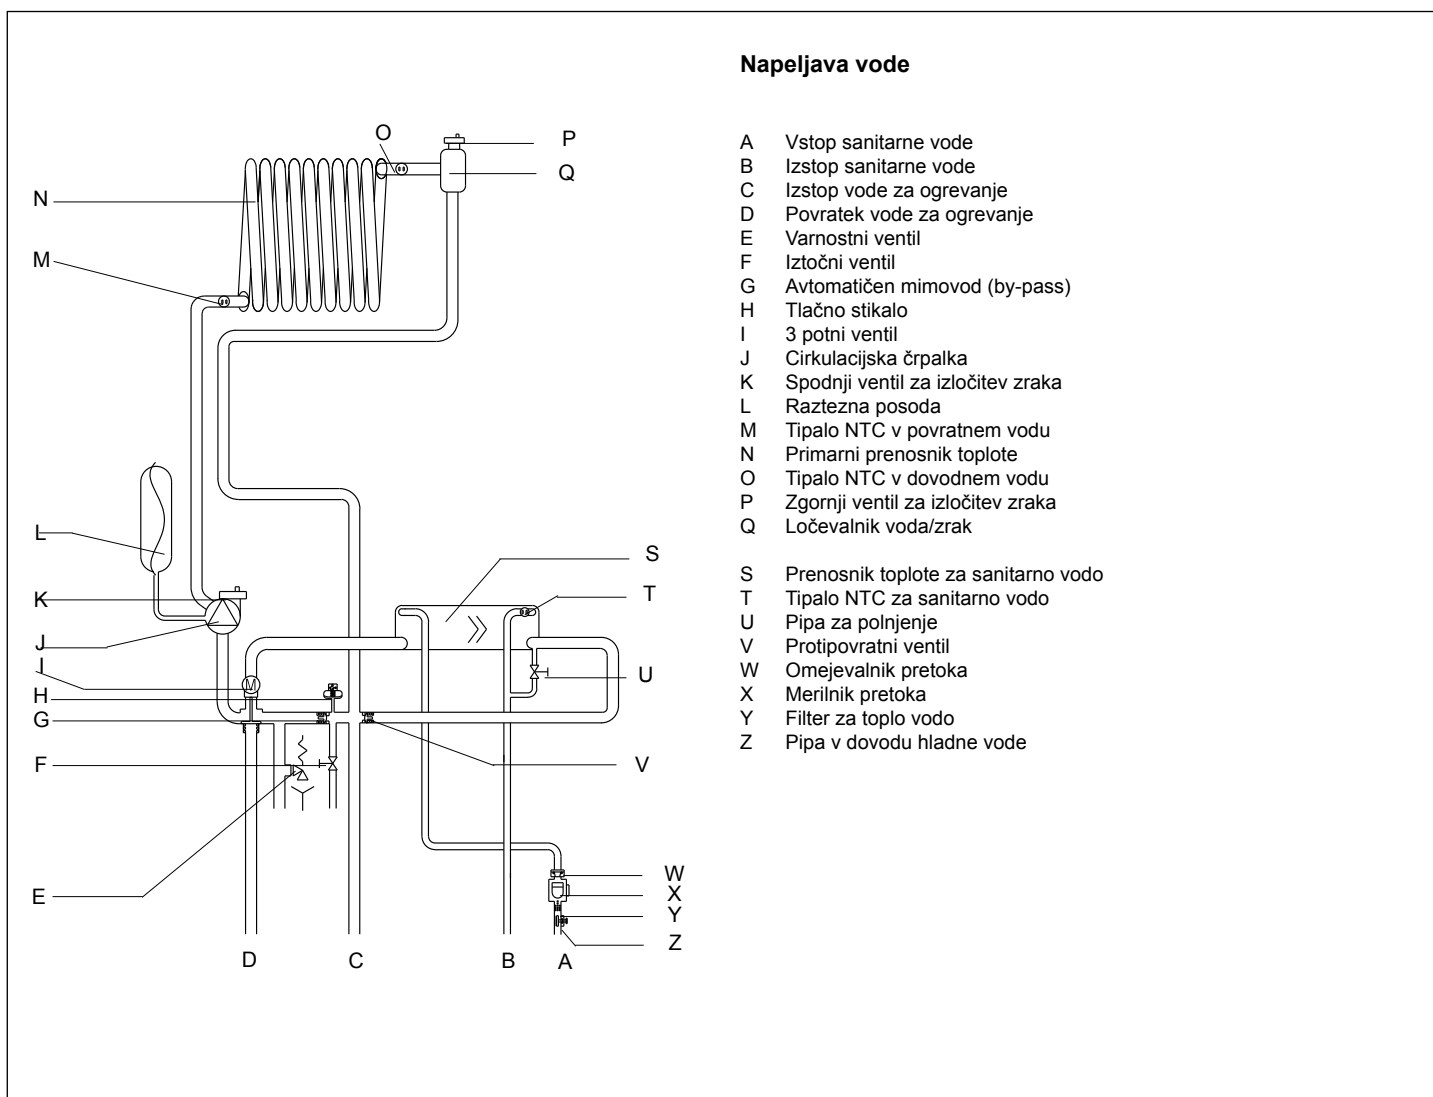 Napeljava vode
A Vstop sanitarne vode
B Izstop sanitarne vode
C Izstop vode za ogrevanje
D Povratek vode za ogrevanje
E Varnostni ventil
F Iztočni ventil
G Avtomatičen mimovod (by-pass)
H Tlačno stikalo
I 3 potni ventil
J Cirkulacijska črpalka
K Spodnji ventil za izločitev zraka
L Raztezna posoda
M Tipalo NTC v povratnem vodu
N Primarni prenosnik toplote
O Tipalo NTC v dovodnem vodu
P Zgornji ventil za izločitev zraka
Q Ločevalnik voda/zrak
S Prenosnik toplote za sanitarno vodo
T Tipalo NTC za sanitarno vodo
U Pipa za polnjenje
V Protipovratni ventil
W Omejevalnik pretoka
X Merilnik pretoka
Y Filter za toplo vodo
Z Pipa v dovodu hladne vode
O
P
Q
N
M
L
S
K
T
J
I
U
M
H
G
F
V
E
W
X
Y
Z
D
C
B
A